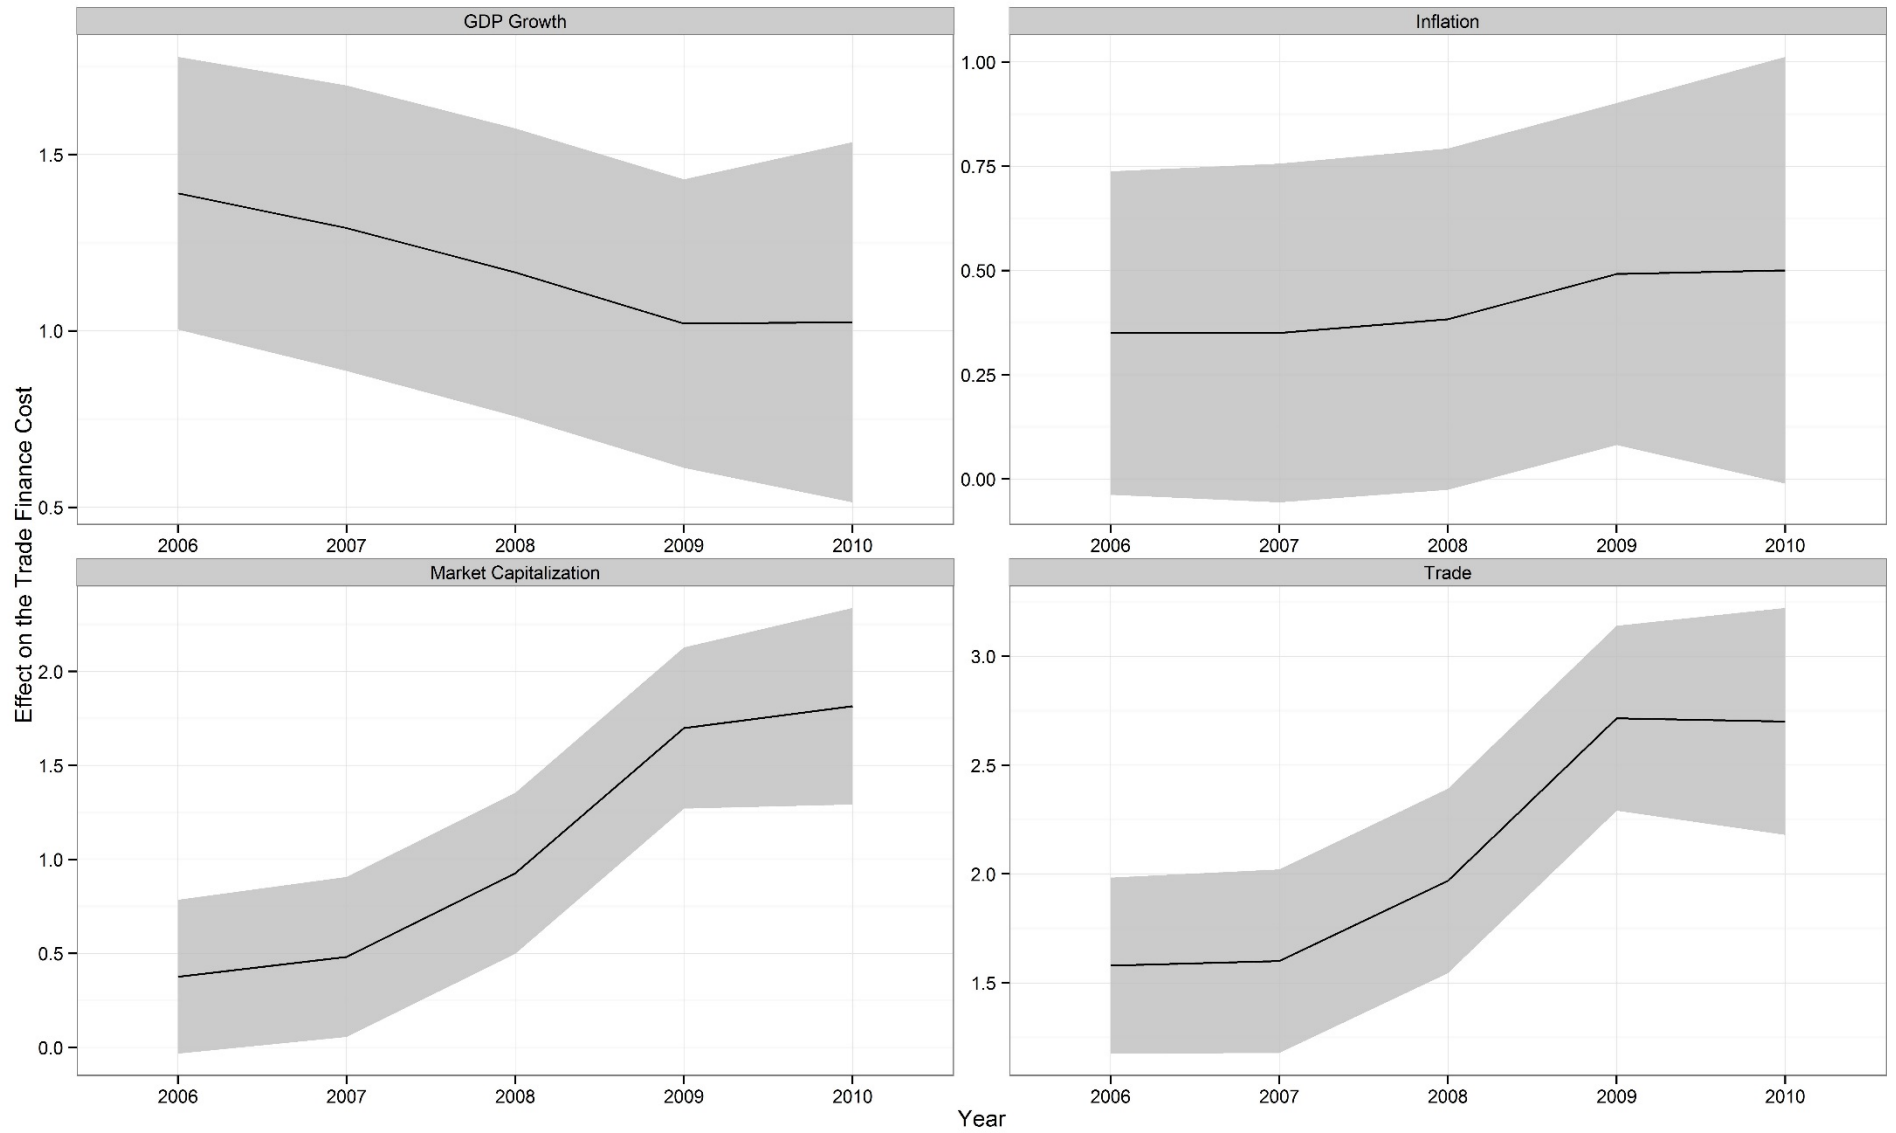 Effect on the Trade Finance Cost
GDP Growth
1.5
1.0
0.5
2006 2007 2008 2009 2010
Inflation
1.00
0.75
0.50
0.25
0.00
2006 2007 2008 2009 2010
Market Capitalization
2.0
1.5
1.0
0.5
0.0
2006 2007 2008 2009 2010
Trade
3.0
2.5
2.0
1.5
2006 2007 2008 2009 2010
Year